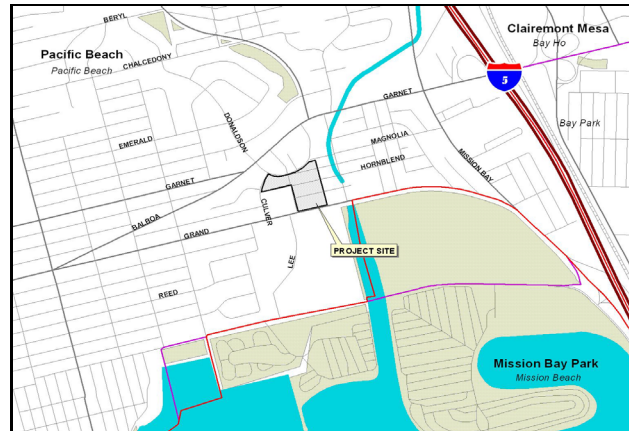 BERYL
Clairemont Mesa
Bay Ho
Pacific Beach
Pacific Beach
CHALCEDONY
5
GARNET
DONALDSON
Bay Park
EMERALD
MAGNOLIA
HORNBLEND
MISSION BAY
GARNET
BALBOA
CULVER
GRAND
PROJECT SITE
LEE
REED
Mission Bay Park
Mission Beach